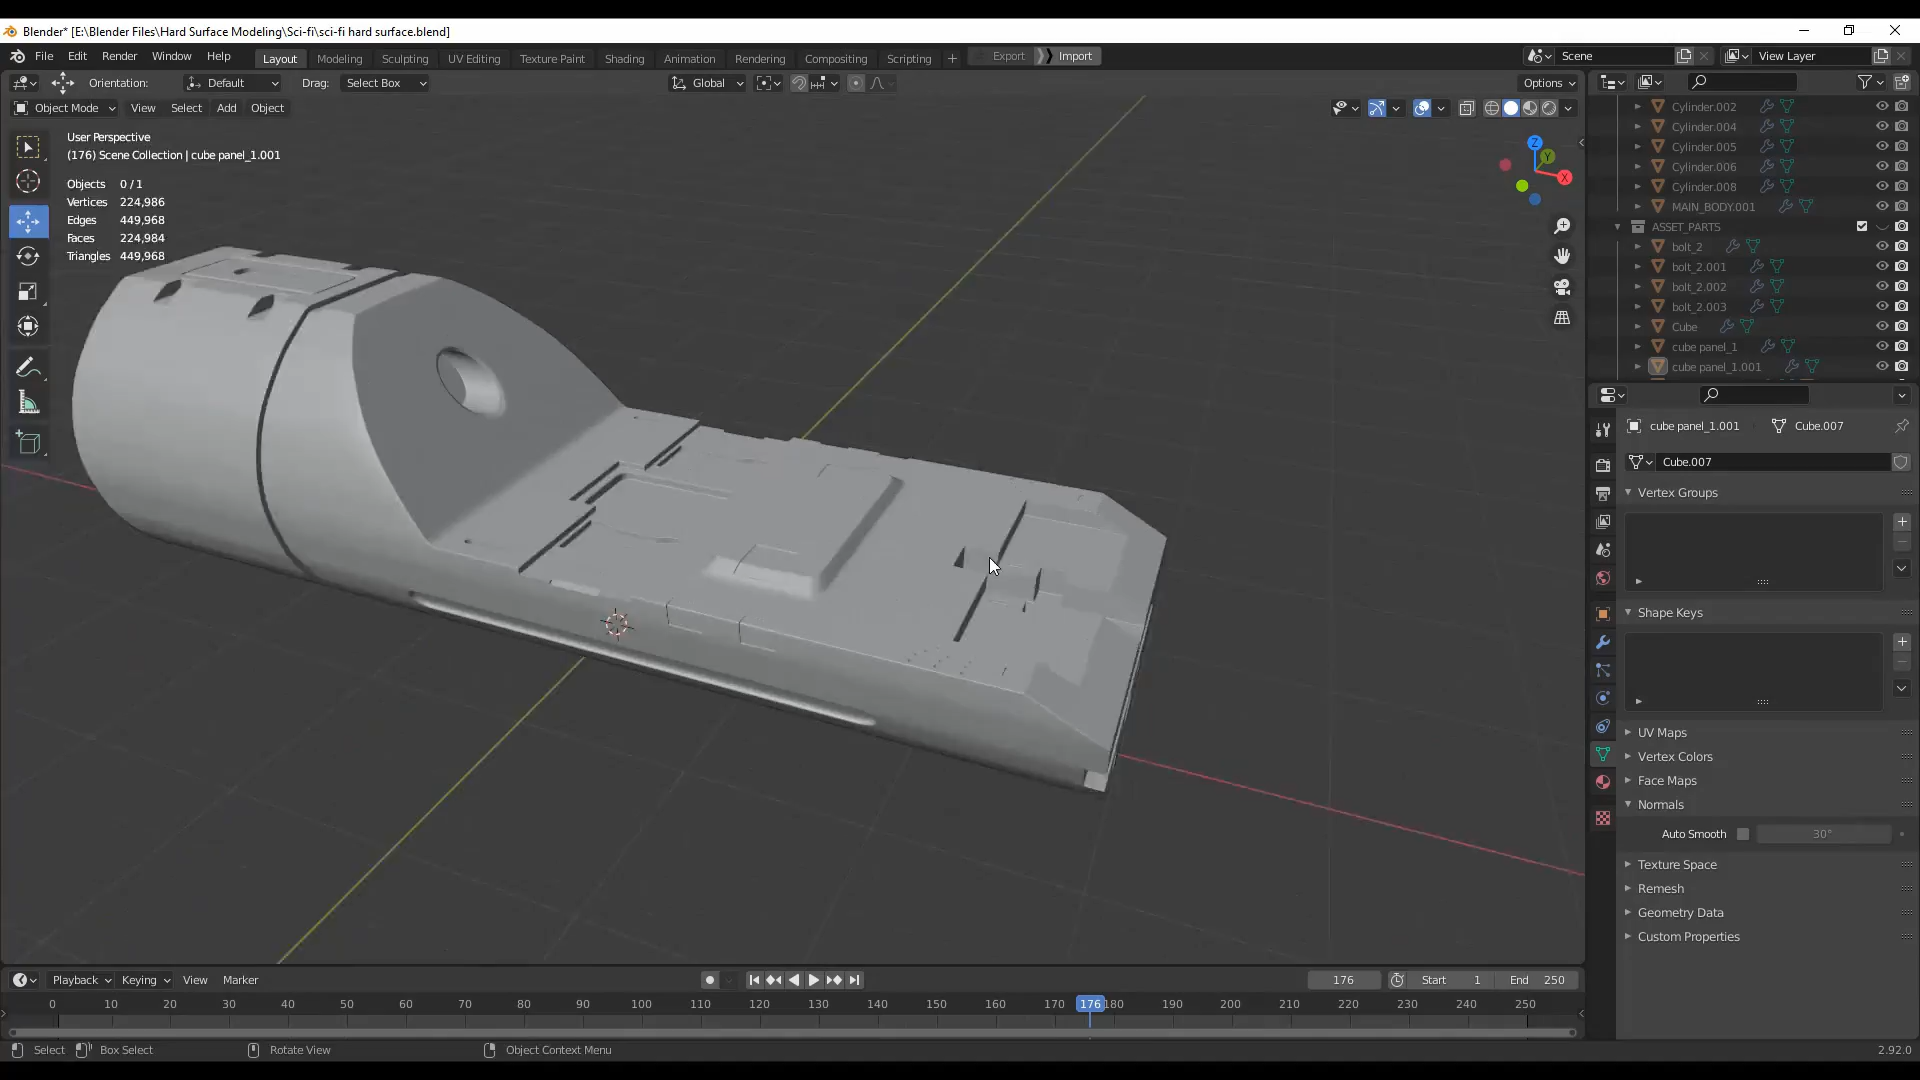 Blender* [E:\Blender Files\Hard Surface Modeling\Sci-fi\sci-fi hard surface.blend]
File Edit Render Window Help Layout Modeling Sculpting UV Editing Texture Paint Shading Animation Rendering Compositing Scripting + Export Import Scene View Layer
Orientation: Default Drag: Select Box Global Options
Object Mode View Select Add Object
User Perspective
(176) Scene Collection | cube panel_1.001
Objects 0/1
Vertices 224,986
Edges 449,968
Faces 224,984
Triangles 449,968
Z
Y
X
Cylinder.002
Cylinder.004
Cylinder.005
Cylinder.006
Cylinder.008
MAIN_BODY.001
ASSET_PARTS
bolt_2
bolt_2.001
bolt_2.002
bolt_2.003
Cube
cube panel_1
cube panel_1.001
cube panel_1.001 Cube.007
Cube.007
Vertex Groups
Shape Keys
UV Maps
Vertex Colors
Face Maps
Normals
Auto Smooth 30°
Texture Space
Remesh
Geometry Data
Custom Properties
Playback Keying View Marker 176 Start 1 End 250
0 10 20 30 40 50 60 70 80 90 100 110 120 130 140 150 160 170 176 180 190 200 210 220 230 240 250
Select Box Select Rotate View Object Context Menu 2.92.0